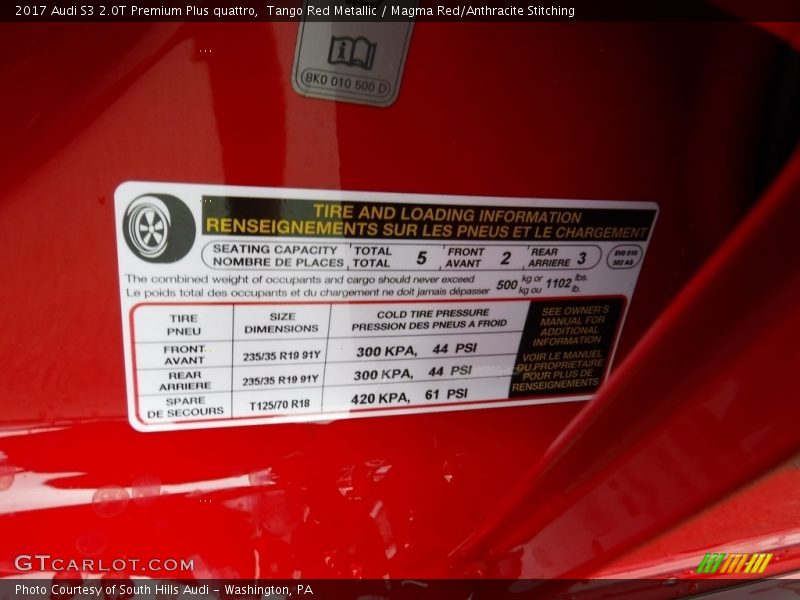 2017 Audi S3 2.0T Premium Plus quattro,  Tango Red Metallic / Magma Red/Anthracite Stitching
8K0 010 500 D
TIRE AND LOADING INFORMATION
RENSEIGNEMENTS SUR LES PNEUS ET LE CHARGEMENT
SEATING CAPACITY TOTAL 5 FRONT 2 REAR 3
NOMBRE DE PLACES TOTAL AVANT ARRIERE
The combined weight of occupants and cargo should never exceed 500 kg or 1102 lbs.
Le poids total des occupants et du chargement ne doit jamais dépasser kg ou lb.
TIRE SIZE COLD TIRE PRESSURE
PNEU DIMENSIONS PRESSION DES PNEUS A FROID
FRONT AVANT 235/35 R19 91Y 300 KPA, 44 PSI
REAR ARRIERE 235/35 R19 91Y 300 KPA, 44 PSI
SPARE DE SECOURS T125/70 R18 420 KPA, 61 PSI
SEE OWNER'S
MANUAL FOR
ADDITIONAL
INFORMATION
VOIR LE MANUEL
DU PROPRIETAIRE
POUR PLUS DE
RENSEIGNEMENTS
GTCARLOT.COM
Photo Courtesy of South Hills Audi - Washington, PA